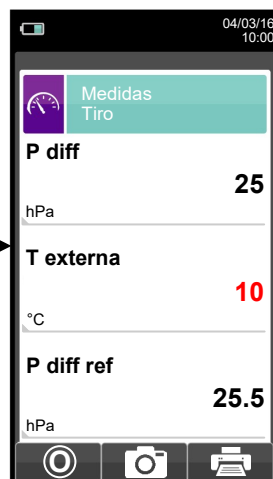 04/03/16
10:00
Medidas
Tiro
P diff
25
hPa
T externa
10
°C
P diff ref
25.5
hPa